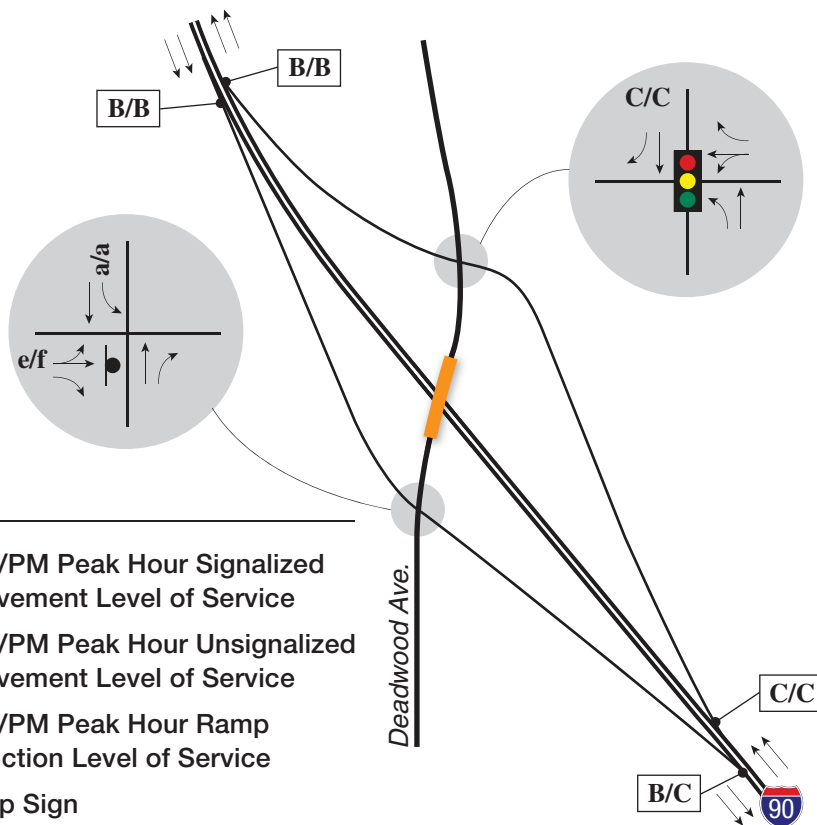 B/B
B/B
C/C
a/a
e/f
/PM Peak Hour Signalized
vement Level of Service
/PM Peak Hour Unsignalized
vement Level of Service
/PM Peak Hour Ramp
ction Level of Service
p Sign
Deadwood Ave.
C/C
B/C
90